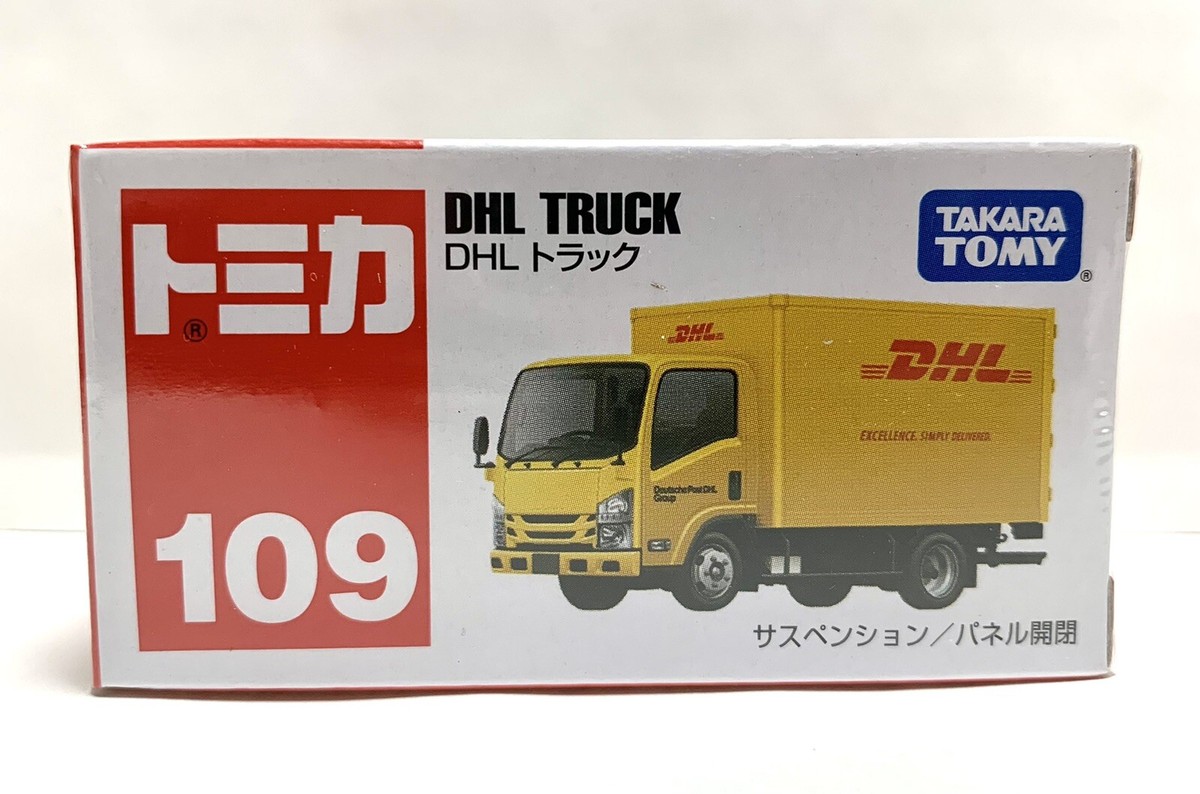 トミカ
®
109
DHL TRUCK
DHL トラック
TAKARA
TOMY
®
DHL
DHL
EXCELLENCE. SIMPLY DELIVERED.
Deutsche Post DHL
Group
サスペンション/パネル開閉